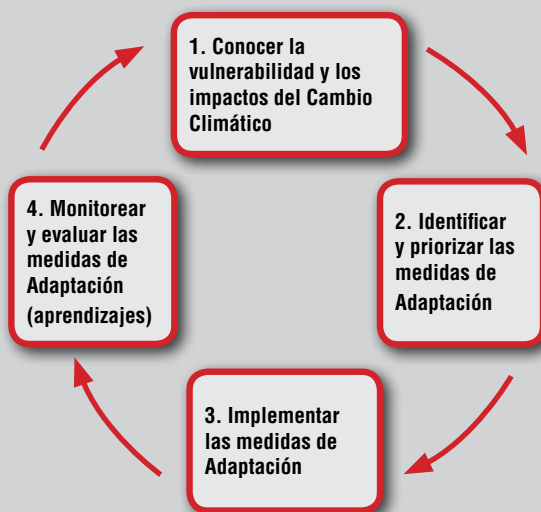 1. Conocer la
vulnerabilidad y los
impactos del Cambio
Climático
2. Identificar
y priorizar las
medidas de
Adaptación
3. Implementar
las medidas de
Adaptación
4. Monitorear
y evaluar las
medidas de
Adaptación
(aprendizajes)